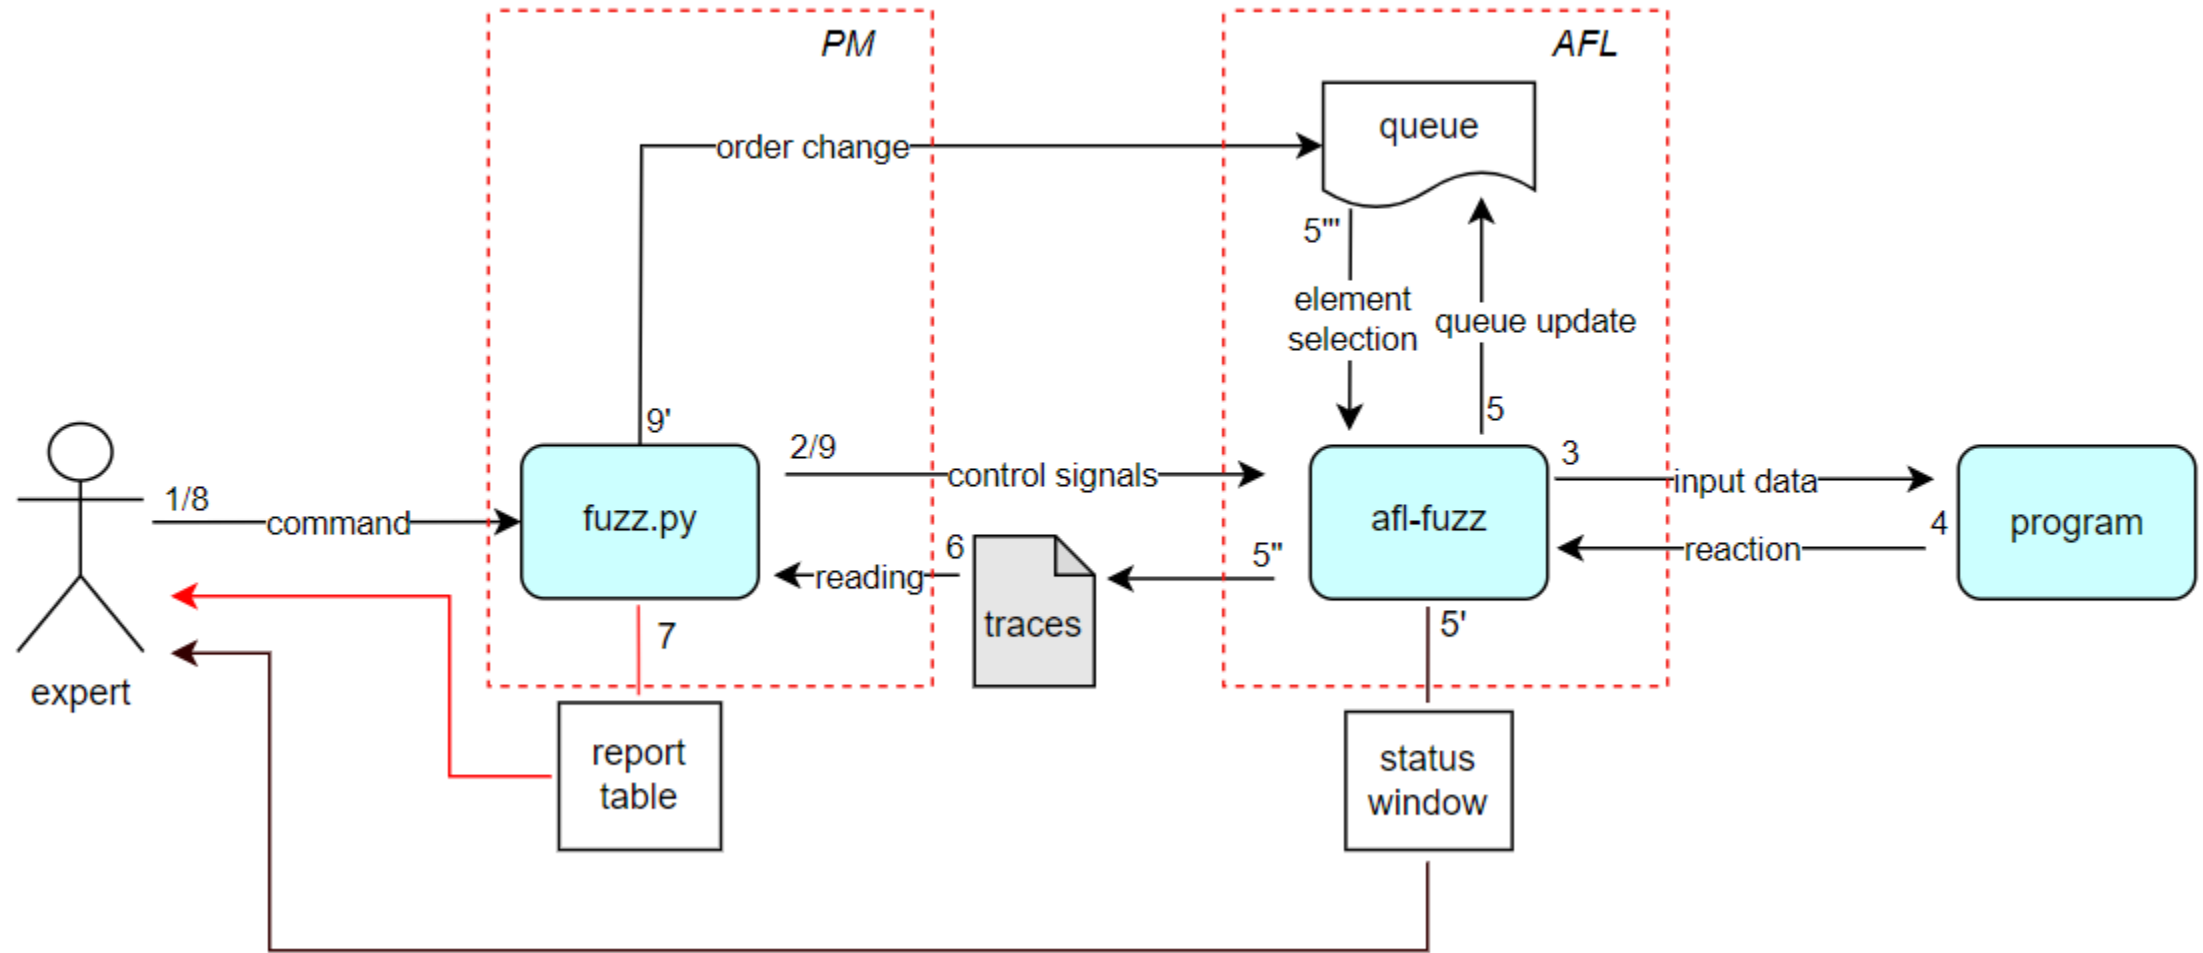 PM
AFL
queue
order change
5'''
element
selection
queue update
9'
5
2/9
control signals
3
input data
1/8
command
fuzz.py
afl-fuzz
4
program
reaction
6
reading
5''
traces
7
5'
expert
report
table
status
window